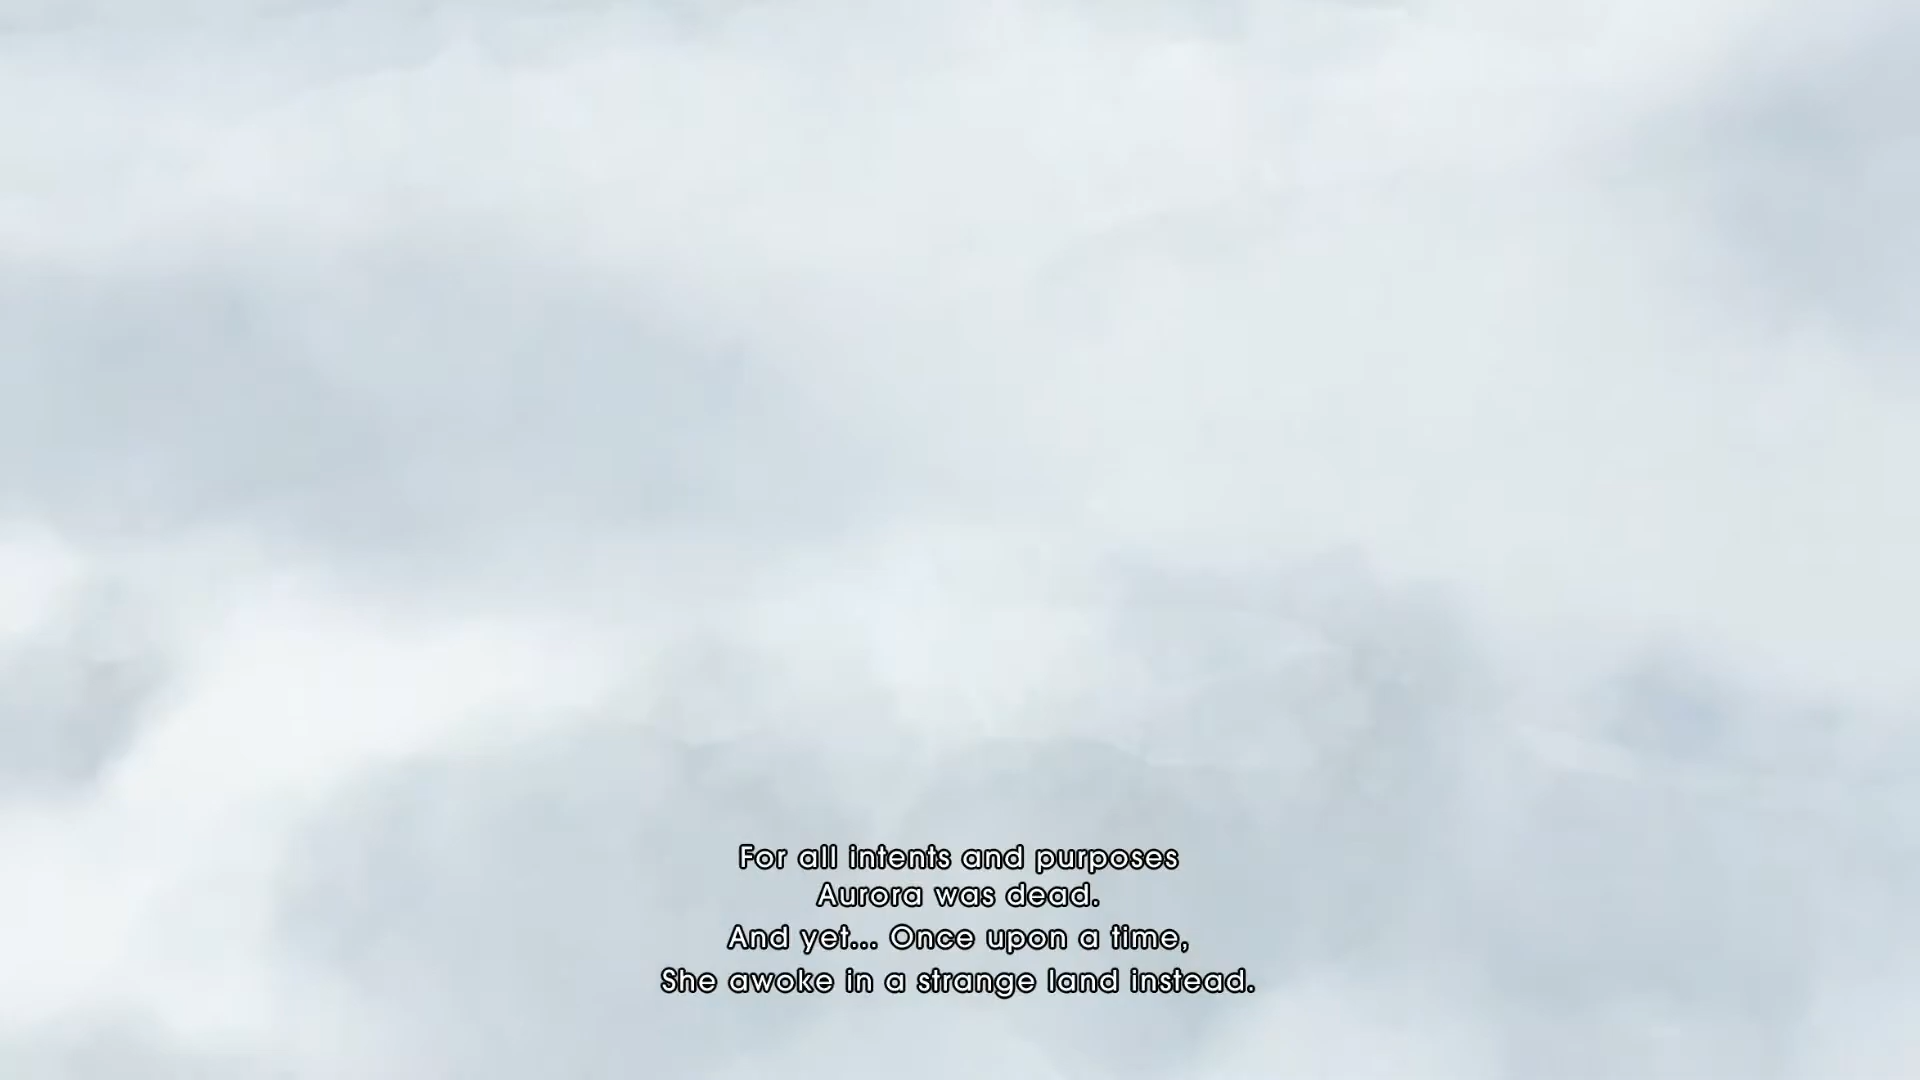 For all intents and purposes
Aurora was dead.
And yet... Once upon a time,
She awoke in a strange land instead.